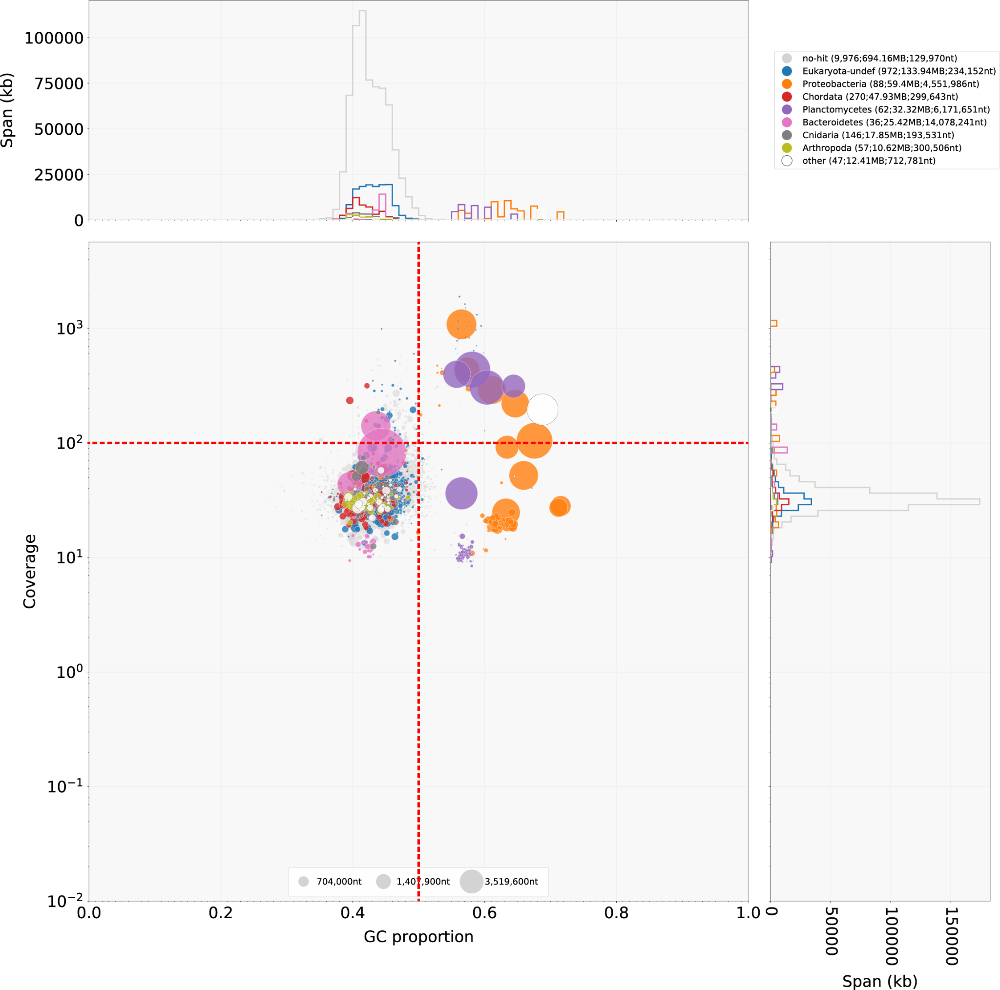 100000
75000
50000
25000
0
Span (kb)
no-hit (9,976;694.16MB;129,970nt)
Eukaryota-undef (972;133.94MB;234,152nt)
Proteobacteria (88;59.4MB;4,551,986nt)
Chordata (270;47.93MB;299,643nt)
Planctomycetes (62;32.32MB;6,171,651nt)
Bacteroidetes (36;25.42MB;14,078,241nt)
Cnidaria (146;17.85MB;193,531nt)
Arthropoda (57;10.62MB;300,506nt)
other (47;12.41MB;712,781nt)
10³
10²
10¹
10⁰
10⁻¹
10⁻²
Coverage
704,000nt 1,407,900nt 3,519,600nt
0.0 0.2 0.4 0.6 0.8 1.0
GC proportion
0 50000 100000 150000
Span (kb)